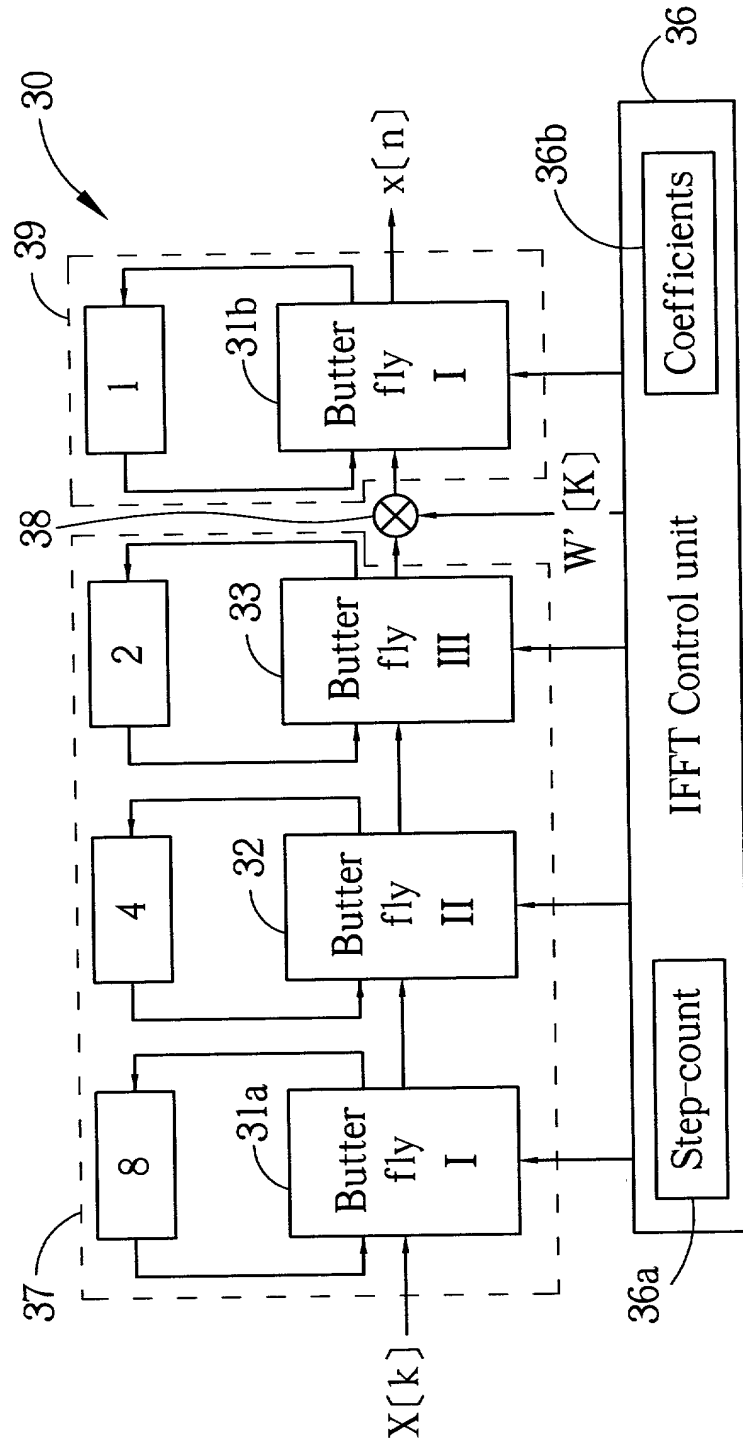 30
37
39
38
8
4
2
1
31a
32
33
31b
Butter
fly
I
Butter
fly
II
Butter
fly
III
Butter
fly
I
X[k]
x[n]
W' [K]
36
36a
36b
Step-count
IFFT Control unit
Coefficients